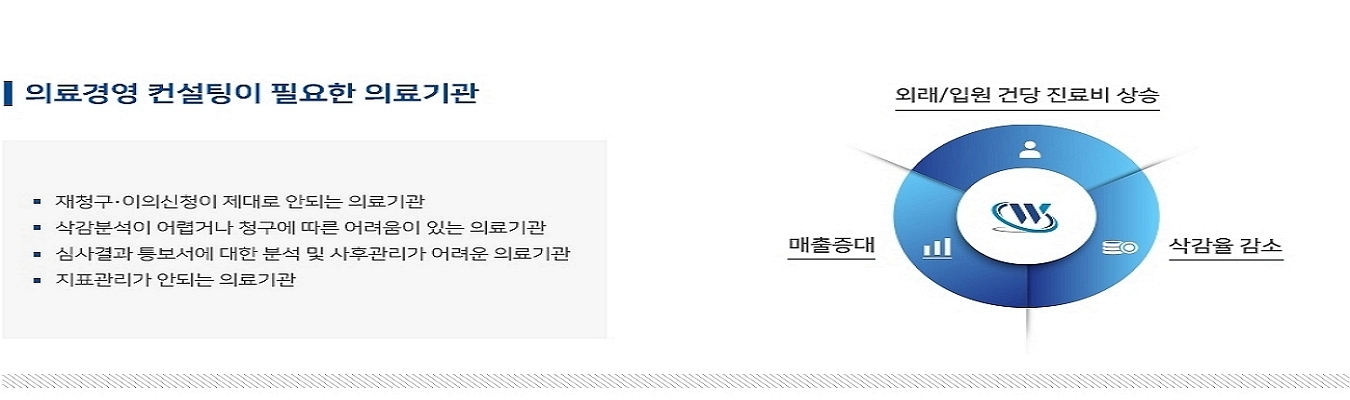 의료경영 컨설팅이 필요한 의료기관
재청구·이의신청이 제대로 안되는 의료기관
삭감분석이 어렵거나 청구에 따른 어려움이 있는 의료기관
심사결과 통보서에 대한 분석 및 사후관리가 어려운 의료기관
지표관리가 안되는 의료기관
외래/입원 건당 진료비 상승
매출증대
삭감율 감소
W